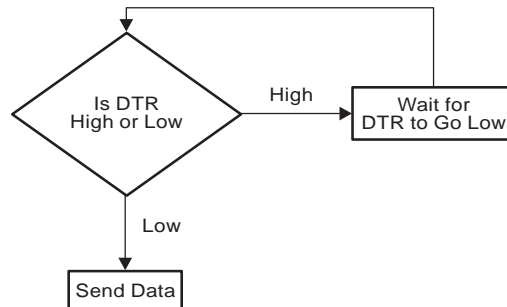 Is DTR
High or Low
High
Wait for
DTR to Go Low
Low
Send Data